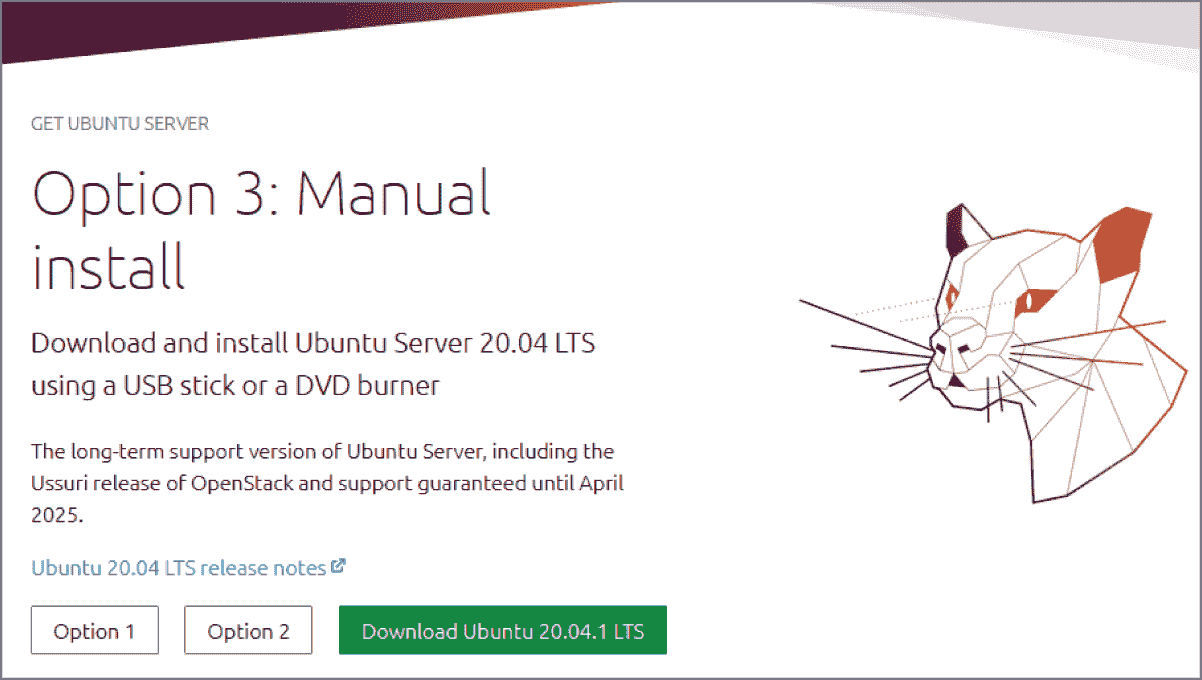 GET UBUNTU SERVER
Option 3: Manual
install
Download and install Ubuntu Server 20.04 LTS
using a USB stick or a DVD burner
The long-term support version of Ubuntu Server, including the
Ussuri release of OpenStack and support guaranteed until April
2025.
Ubuntu 20.04 LTS release notes
Option 1
Option 2
Download Ubuntu 20.04.1 LTS